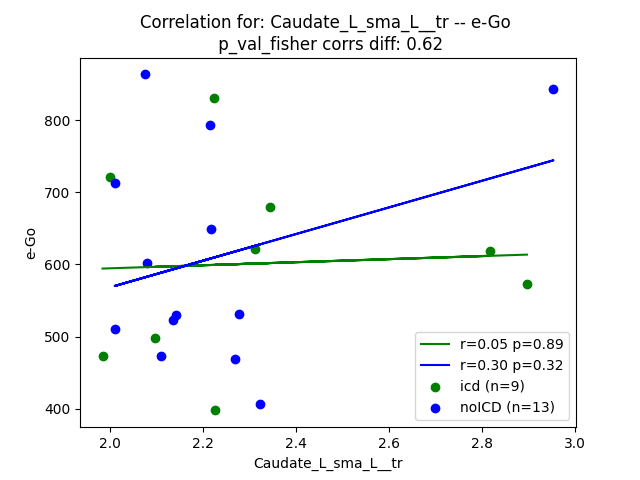 Correlation for: Caudate_L_sma_L__tr -- e-Go
p_val_fisher corrs diff: 0.62
800
700
600
500
400
e-Go
r=0.05 p=0.89
r=0.30 p=0.32
icd (n=9)
noICD (n=13)
2.0 2.2 2.4 2.6 2.8 3.0
Caudate_L_sma_L__tr